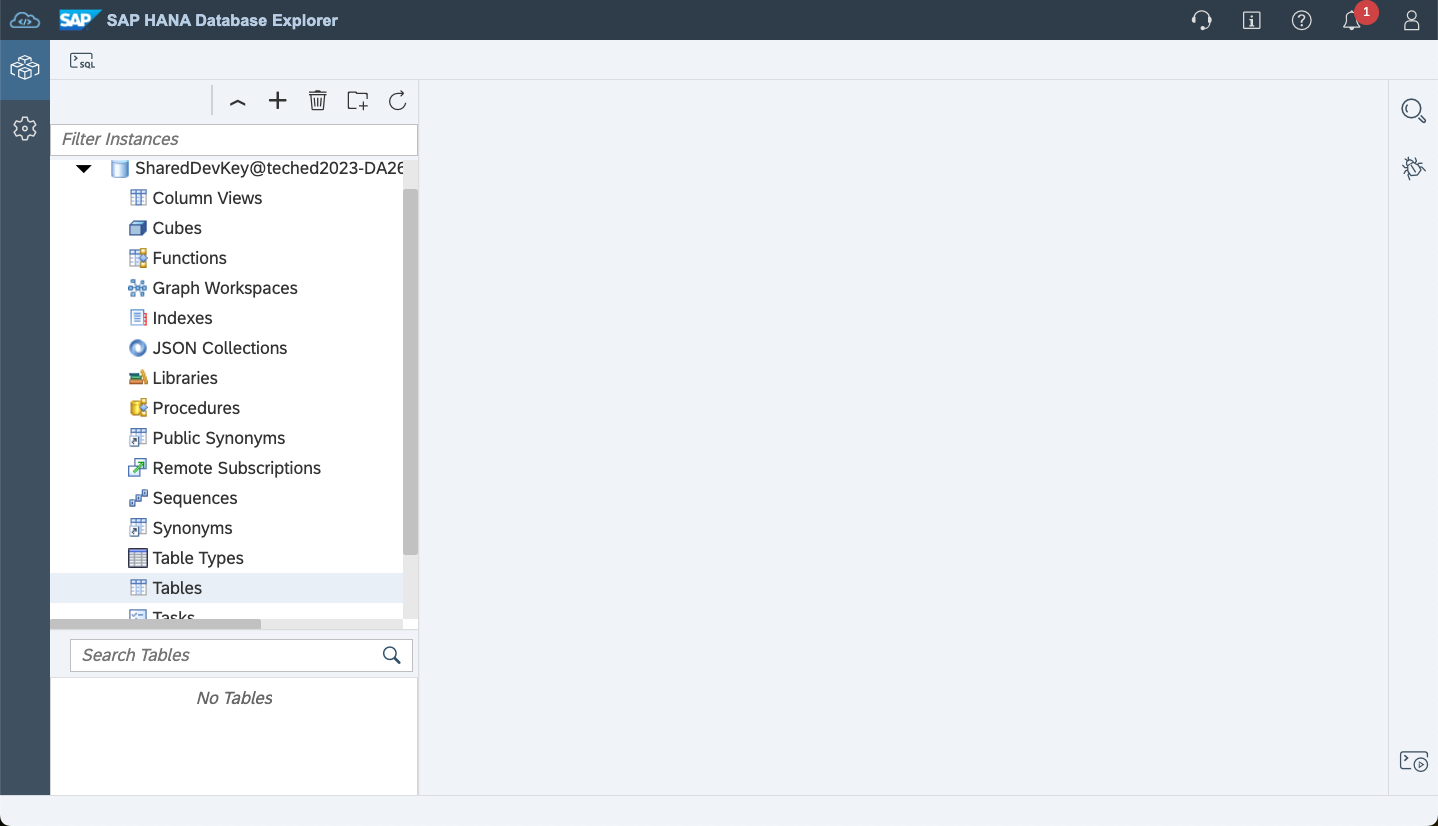 SAP SAP HANA Database Explorer
1
SQL
Filter Instances
SharedDevKey@teched2023-DA26
Column Views
Cubes
Functions
Graph Workspaces
Indexes
JSON Collections
Libraries
Procedures
Public Synonyms
Remote Subscriptions
Sequences
Synonyms
Table Types
Tables
Tasks
Search Tables
No Tables